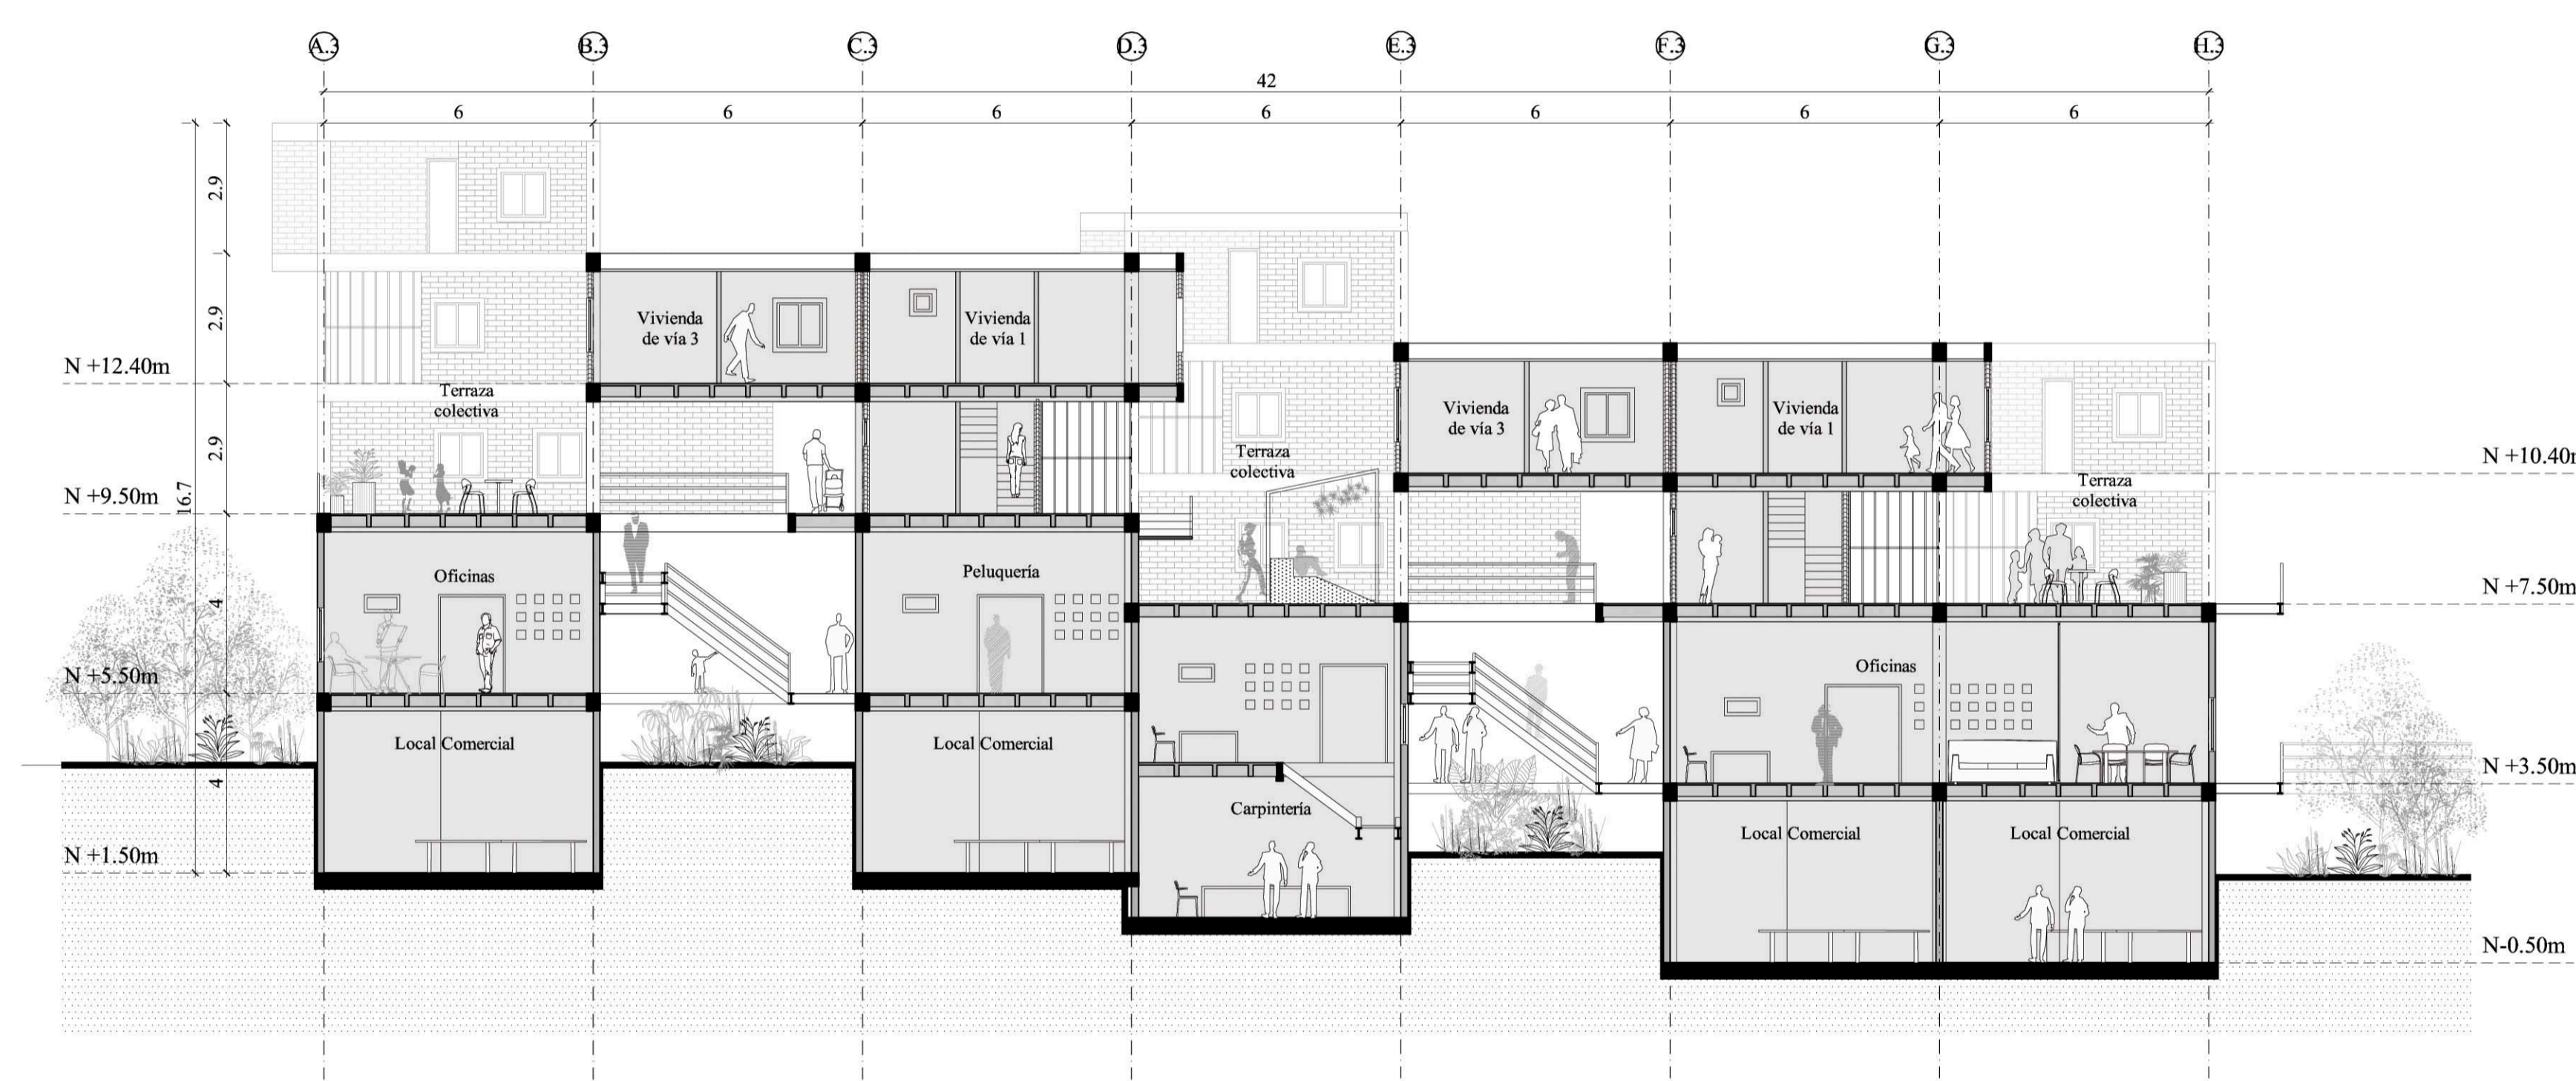 A.3 B.3 C.3 D.3 E.3 F.3 G.3 H.3
42
6 6 6 6 6 6 6
2.9
2.9
2.9
16.7
4
4
N +12.40m
N +9.50m
N +5.50m
N +1.50m
Vivienda
de vía 3
Vivienda
de vía 1
Terraza
colectiva
Vivienda
de vía 3
Vivienda
de vía 1
Terraza
colectiva
Terraza
colectiva
Oficinas
Peluquería
Oficinas
Local Comercial
Local Comercial
Carpintería
Local Comercial
Local Comercial
N +10.40m
N +7.50m
N +3.50m
N-0.50m